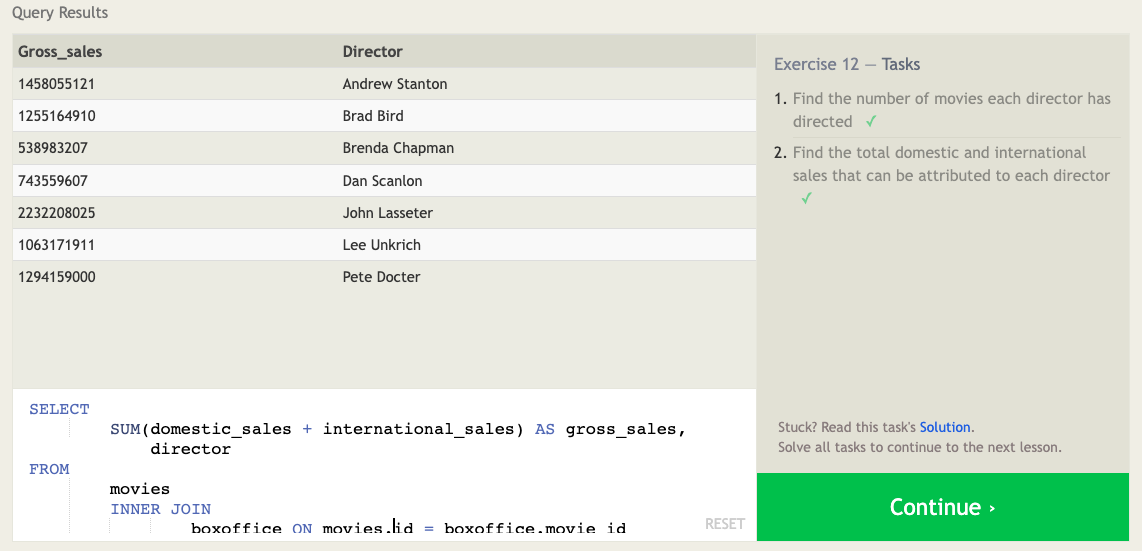 Query Results
Gross_sales Director
1458055121 Andrew Stanton
1255164910 Brad Bird
538983207 Brenda Chapman
743559607 Dan Scanlon
2232208025 John Lasseter
1063171911 Lee Unkrich
1294159000 Pete Docter
SELECT
SUM(domestic_sales + international_sales) AS gross_sales,
director
FROM
movies
INNER JOIN
boxoffice ON movies.id = boxoffice.movie_id
RESET
Exercise 12 — Tasks
1. Find the number of movies each director has
directed ✓
2. Find the total domestic and international
sales that can be attributed to each director
✓
Stuck? Read this task's Solution.
Solve all tasks to continue to the next lesson.
Continue ›